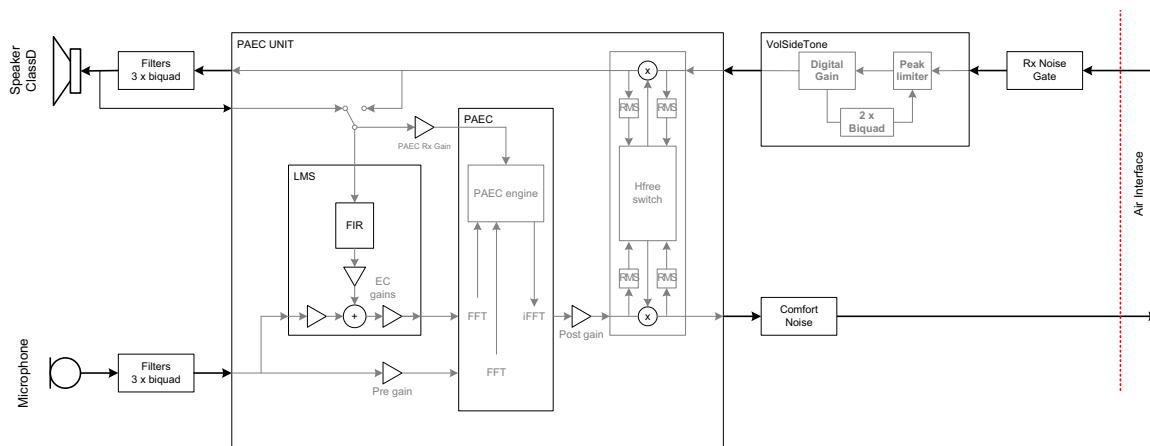 Speaker
ClassD
Filters
3 x biquad
PAEC UNIT
VolSideTone
Digital
Gain
Peak
limiter
2 x
Biquad
Rx Noise
Gate
Air Interface
RMS
RMS
PAEC Rx Gain
PAEC
PAEC engine
Hfree
switch
LMS
FIR
EC
gains
+
x
x
RMS
RMS
FFT
iFFT
FFT
Post gain
Pre gain
Comfort
Noise
Microphone
Filters
3 x biquad